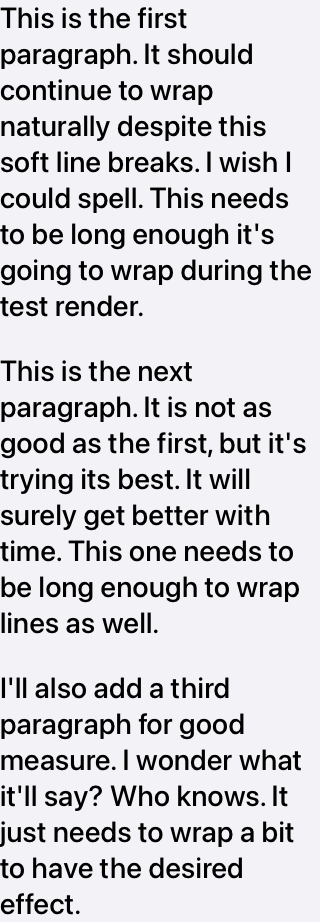 This is the first
paragraph. It should
continue to wrap
naturally despite this
soft line breaks. I wish I
could spell. This needs
to be long enough it's
going to wrap during the
test render.

This is the next
paragraph. It is not as
good as the first, but it's
trying its best. It will
surely get better with
time. This one needs to
be long enough to wrap
lines as well.

I'll also add a third
paragraph for good
measure. I wonder what
it'll say? Who knows. It
just needs to wrap a bit
to have the desired
effect.